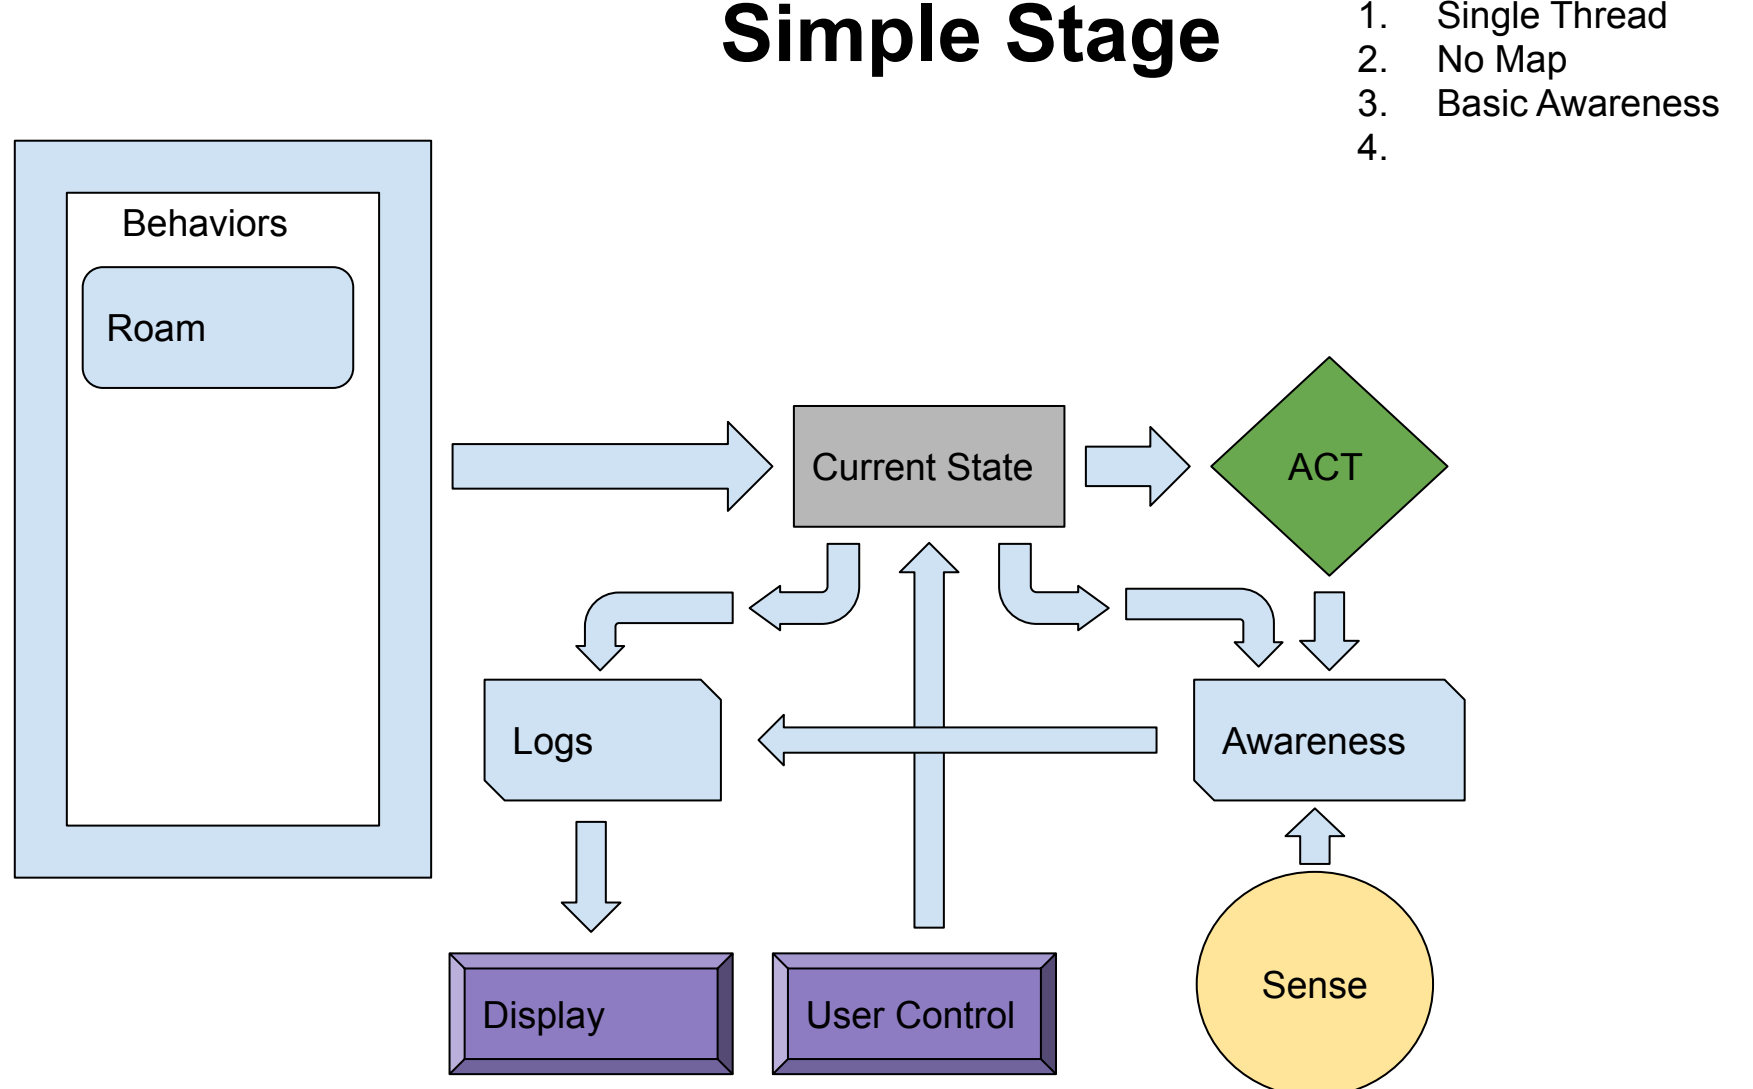 Simple Stage
1. Single Thread
2. No Map
3. Basic Awareness
4.
Behaviors
Roam
Current State
ACT
Logs
Awareness
Display
User Control
Sense